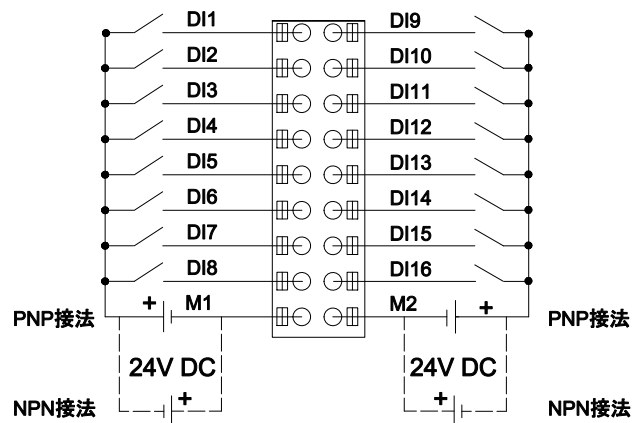 DI1 DI9
DI2 DI10
DI3 DI11
DI4 DI12
DI5 DI13
DI6 DI14
DI7 DI15
DI8 DI16
+ M1 M2 +
PNP接法 PNP接法
24V DC 24V DC
NPN接法 + + NPN接法